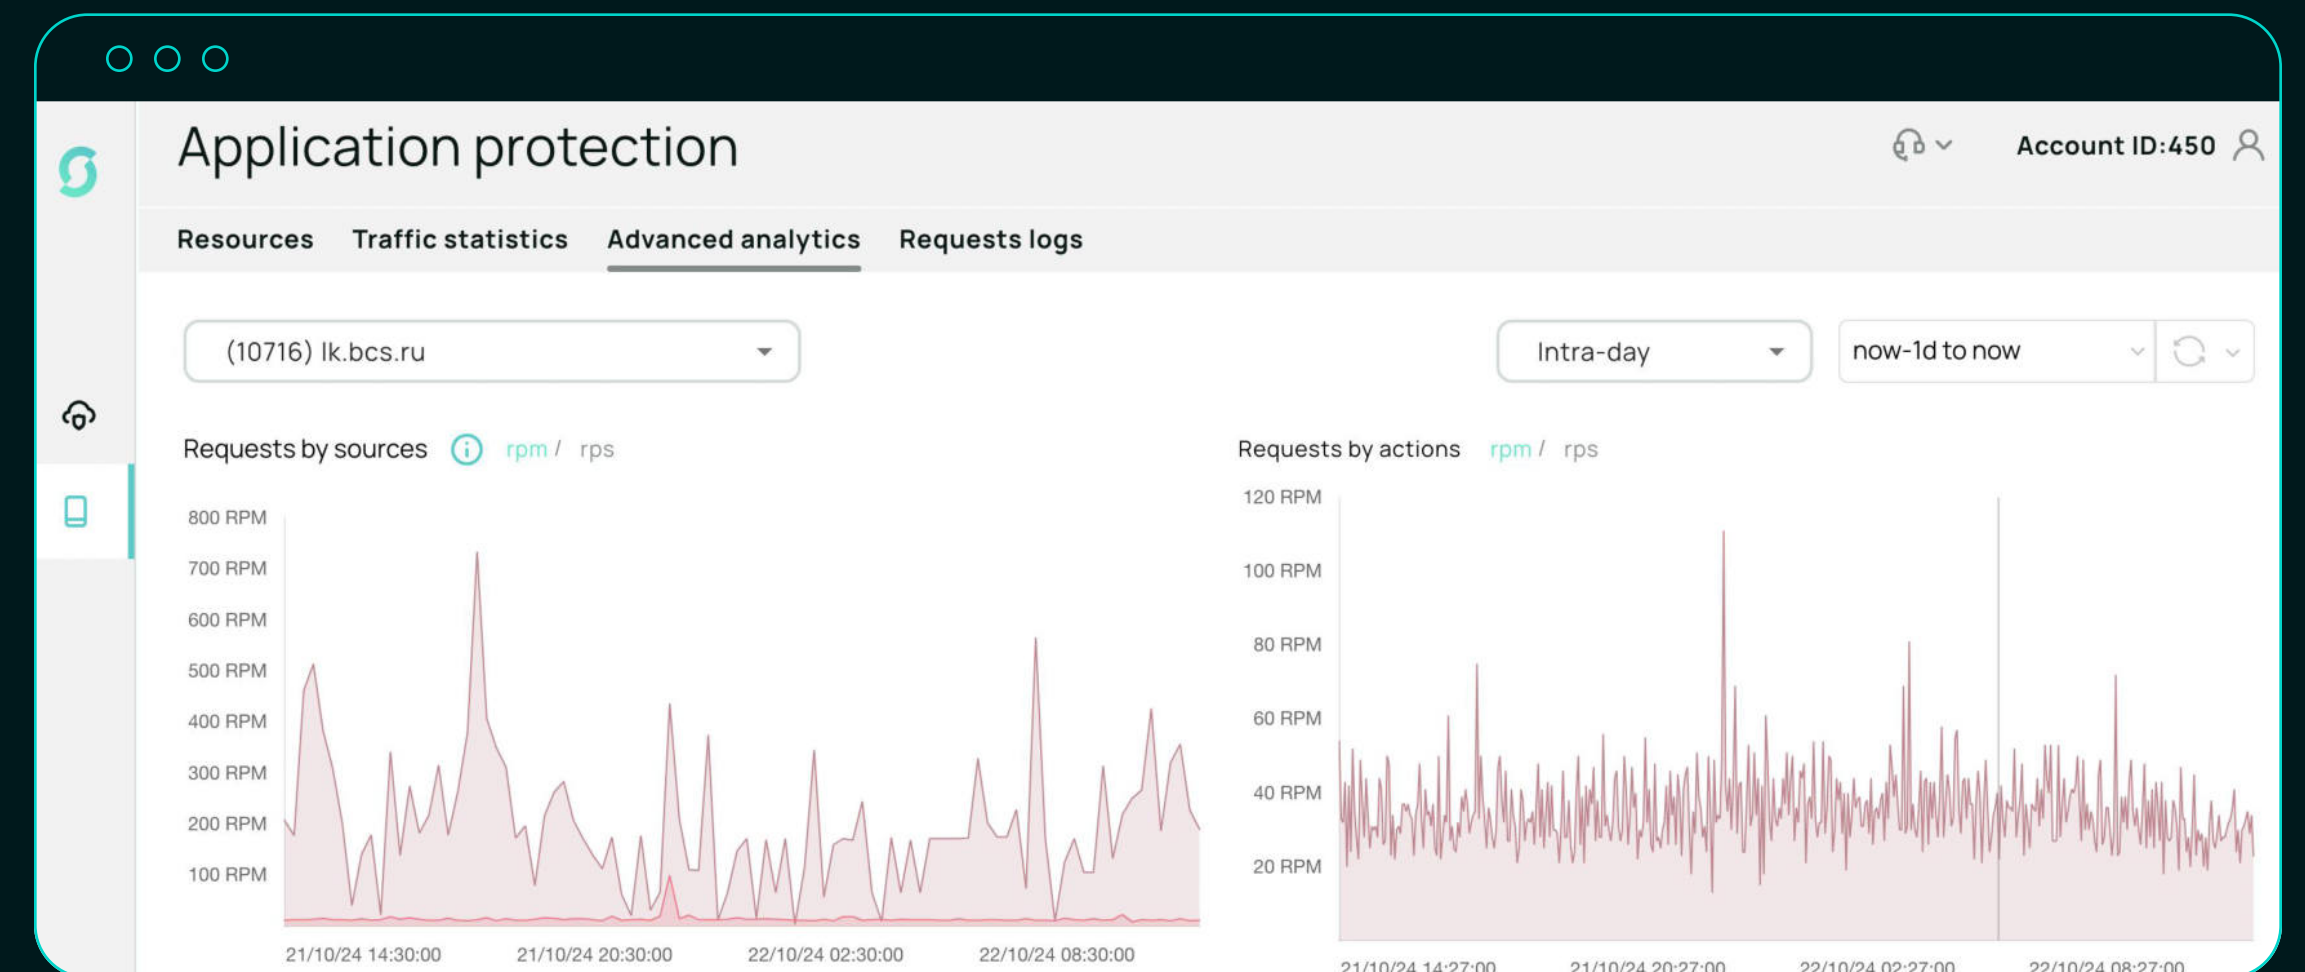 Application protection
Account ID:450
Resources Traffic statistics Advanced analytics Requests logs
(10716) lk.bcs.ru
Intra-day
now-1d to now
Requests by sources rpm / rps
800 RPM
700 RPM
600 RPM
500 RPM
400 RPM
300 RPM
200 RPM
100 RPM
21/10/24 14:30:00 21/10/24 20:30:00 22/10/24 02:30:00 22/10/24 08:30:00
Requests by actions rpm / rps
120 RPM
100 RPM
80 RPM
60 RPM
40 RPM
20 RPM
21/10/24 14:27:00 21/10/24 20:27:00 22/10/24 02:27:00 22/10/24 08:27:00